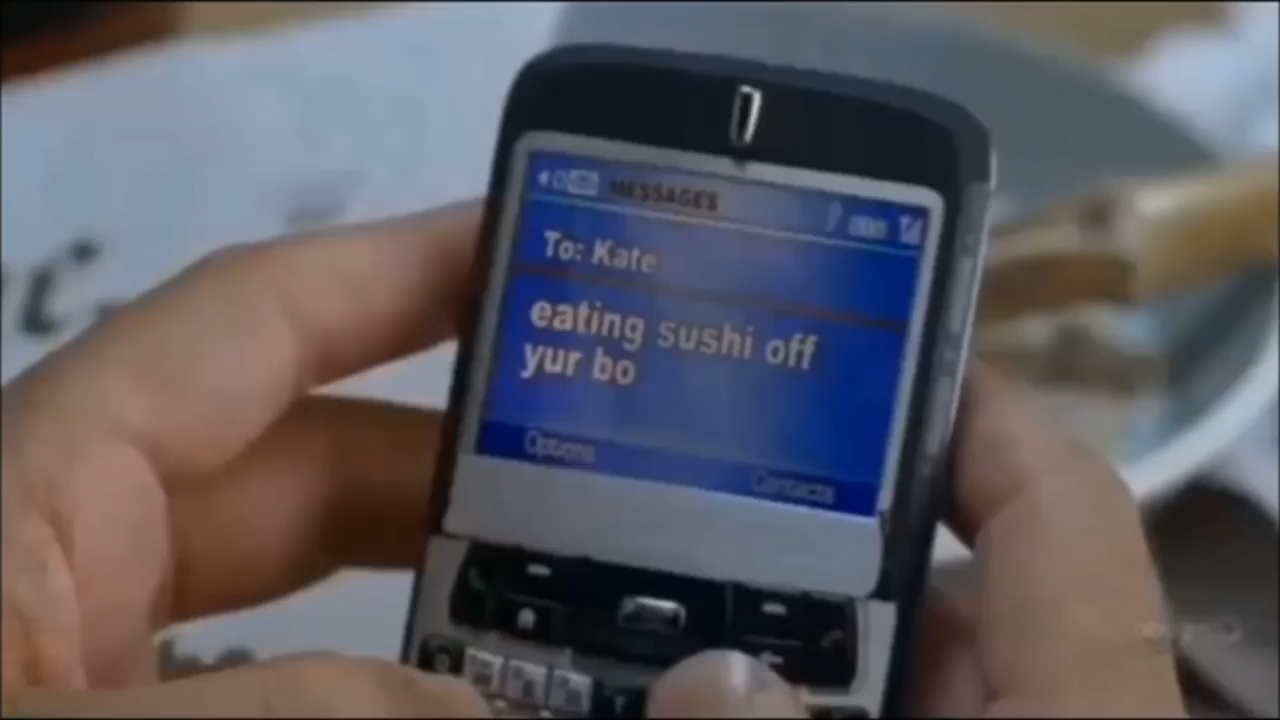 MESSAGES
To: Kate
eating sushi off
yur bo
Options
Contacts